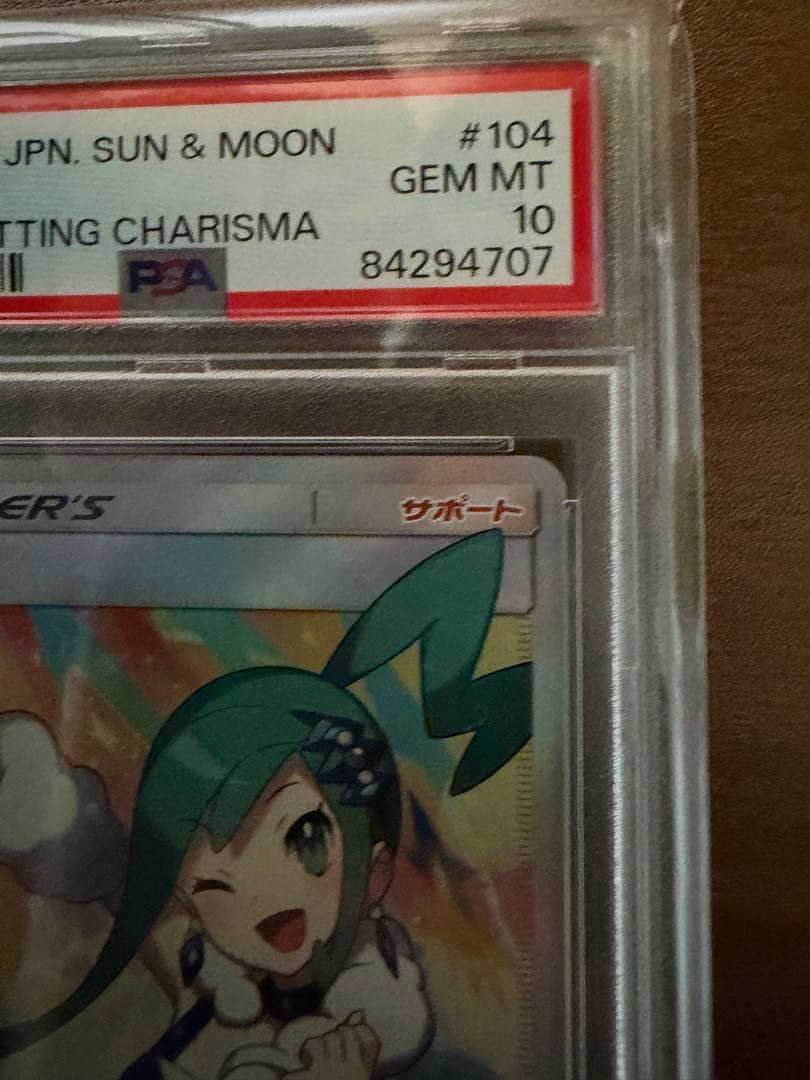 JPN. SUN & MOON #104
GEM MT
TTING CHARISMA 10
PSA 84294707
ER'S サポート